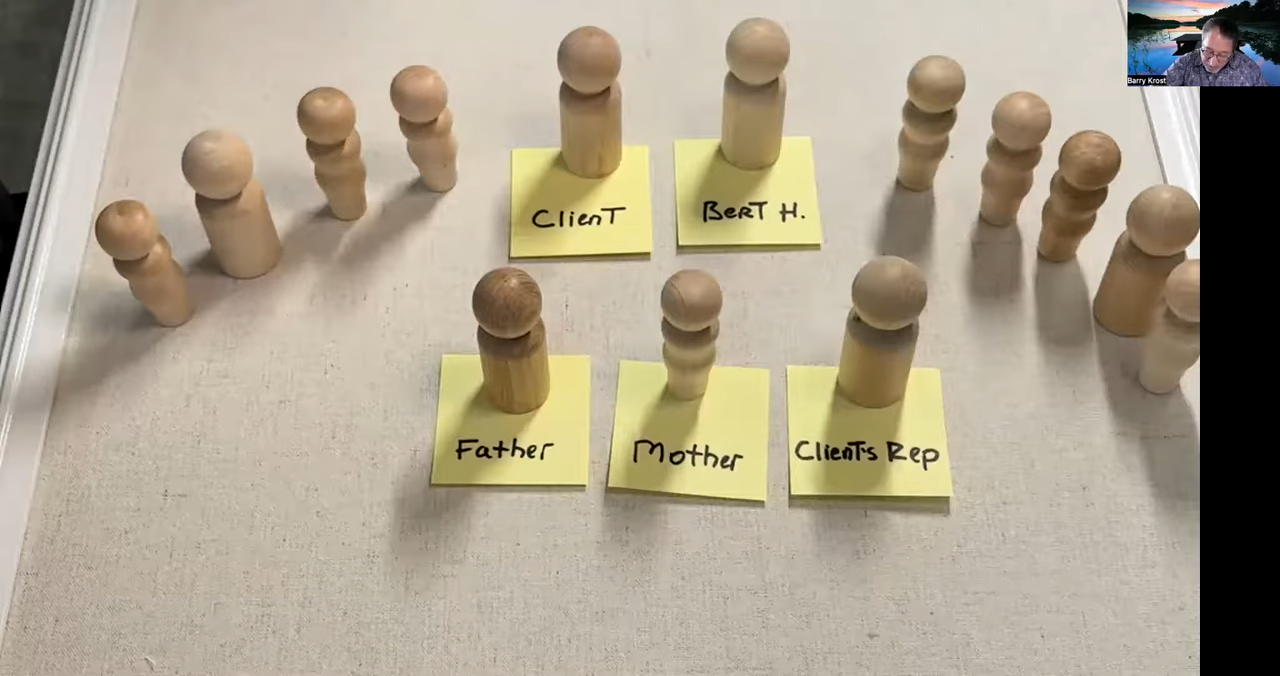 Barry Krost
Client
Bert H.
Father
Mother
Client's Rep